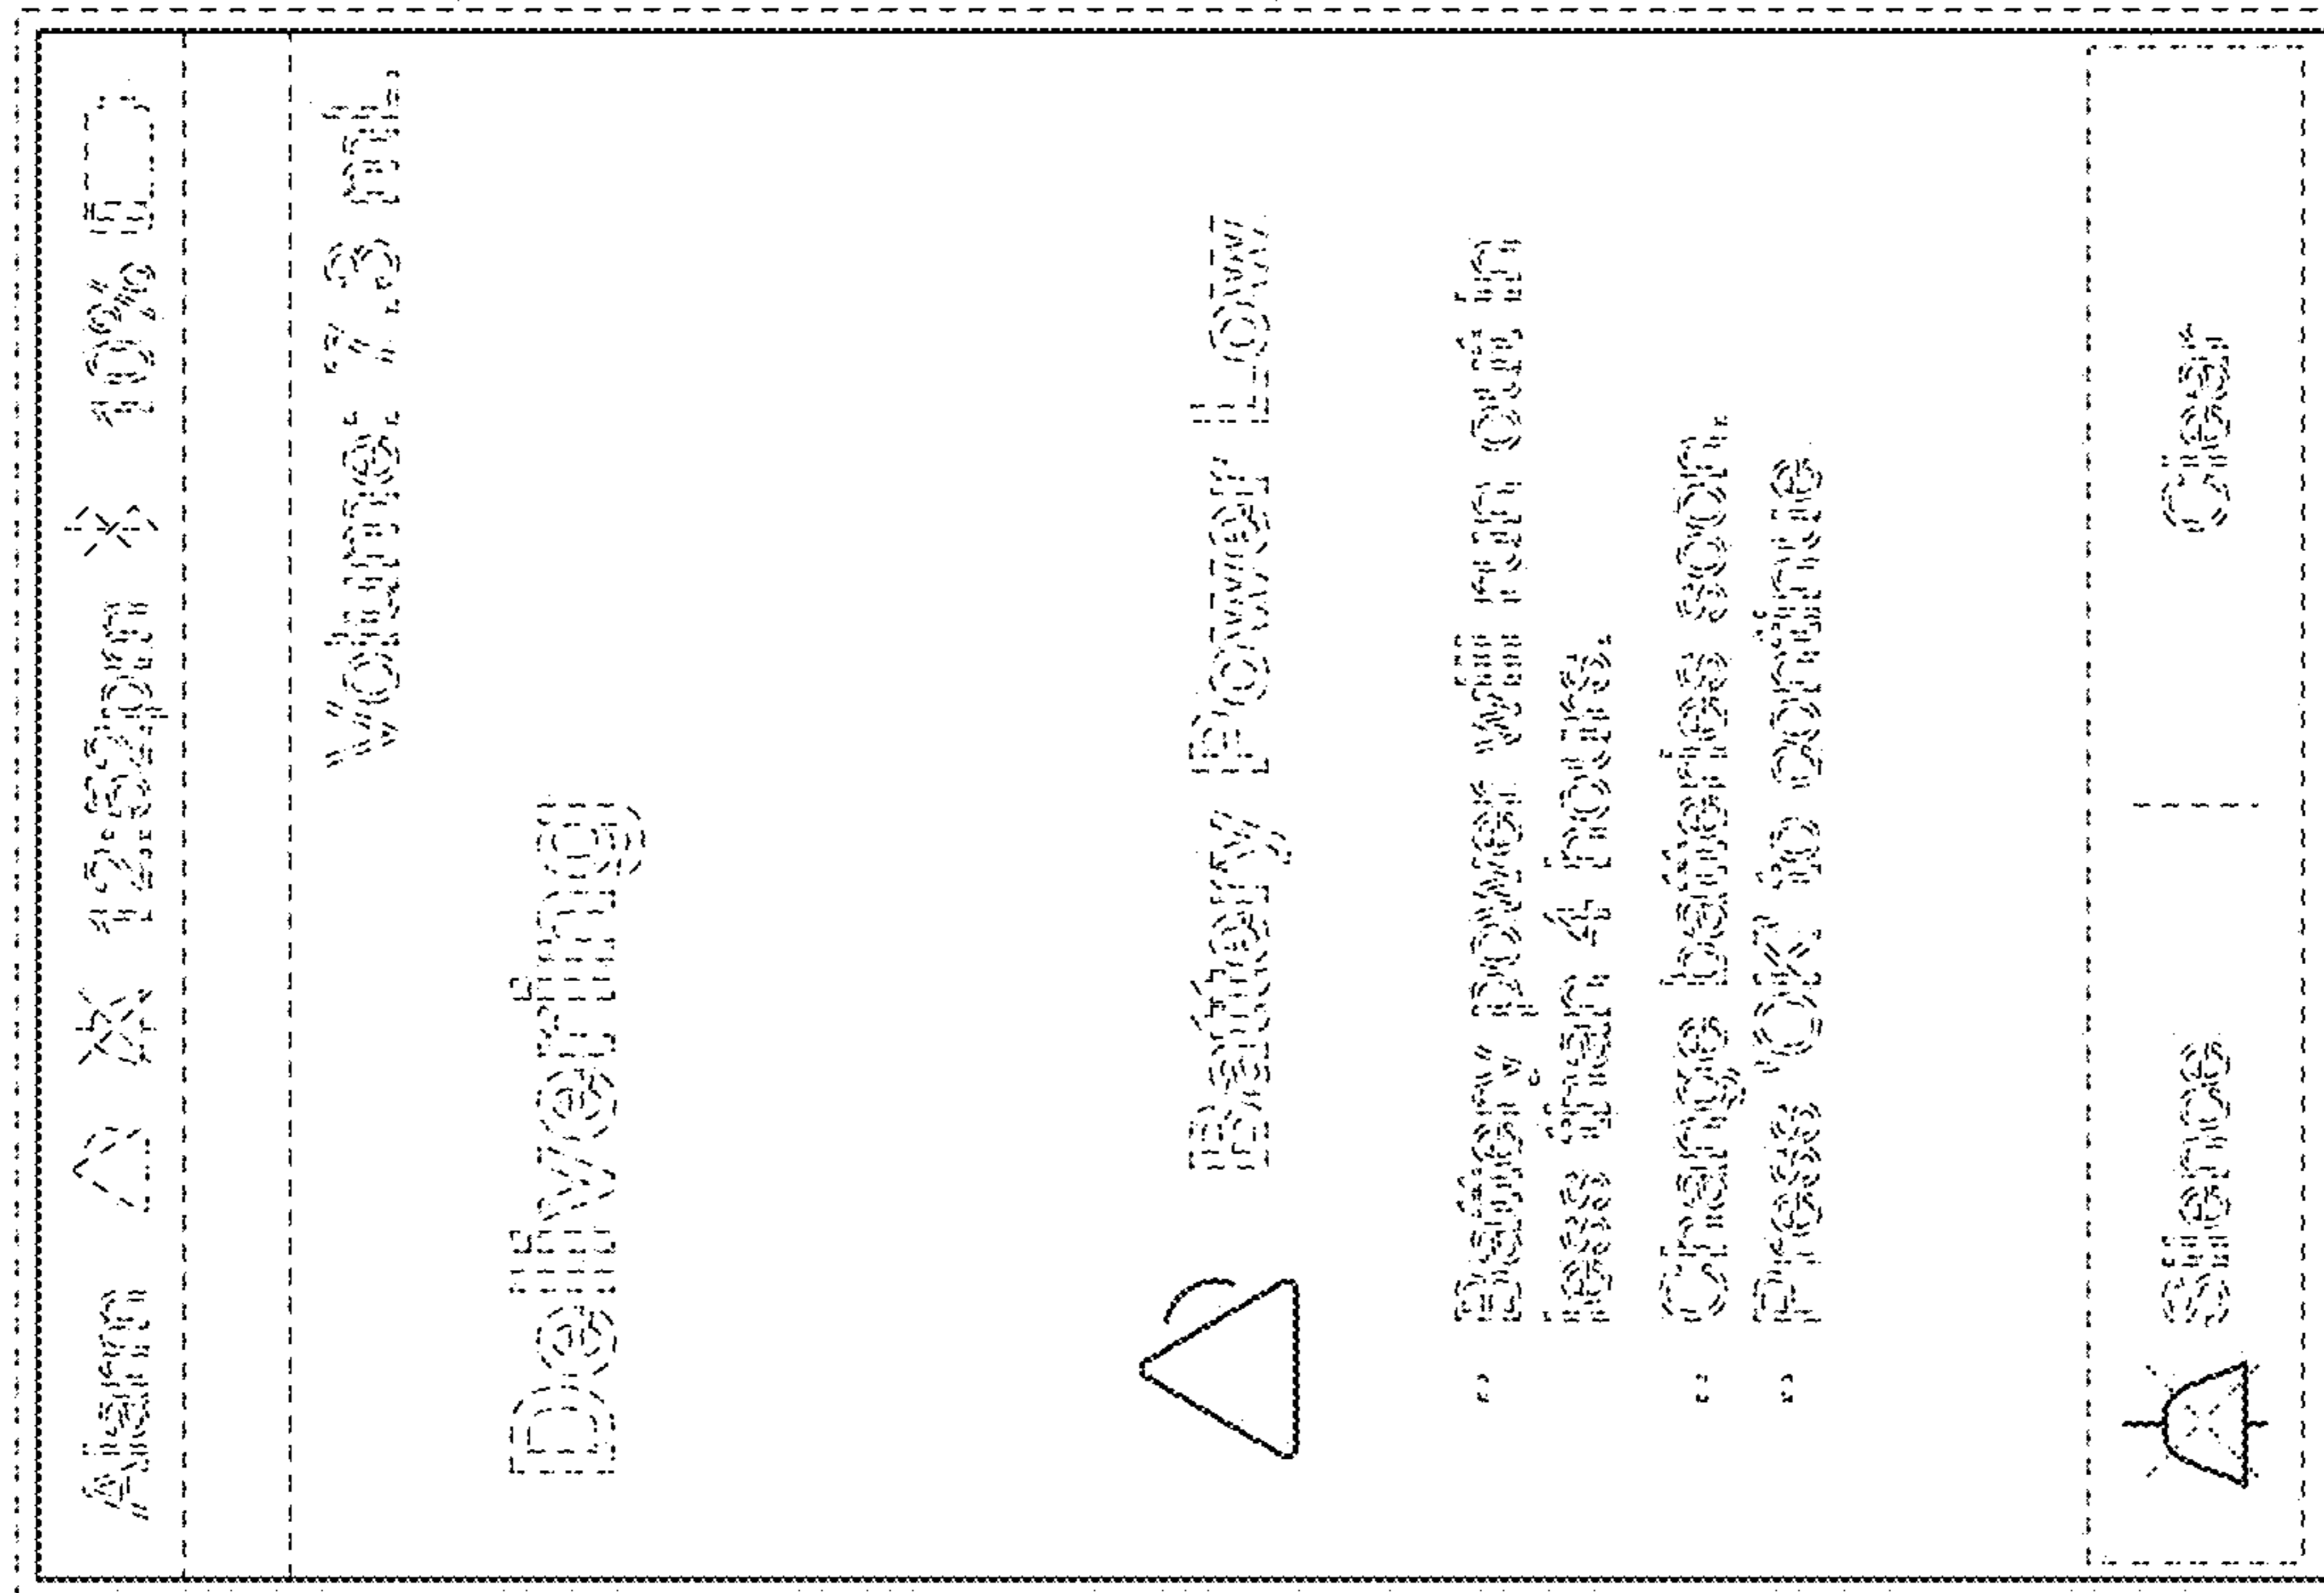 Alarm 12:52pm 10%
Volume: 7.3 mL
Delivering
Battery Power Low
- Battery power will run out in
less than 4 hours.
- Change batteries soon.
- Press "OK" to continue
Silence | Clear